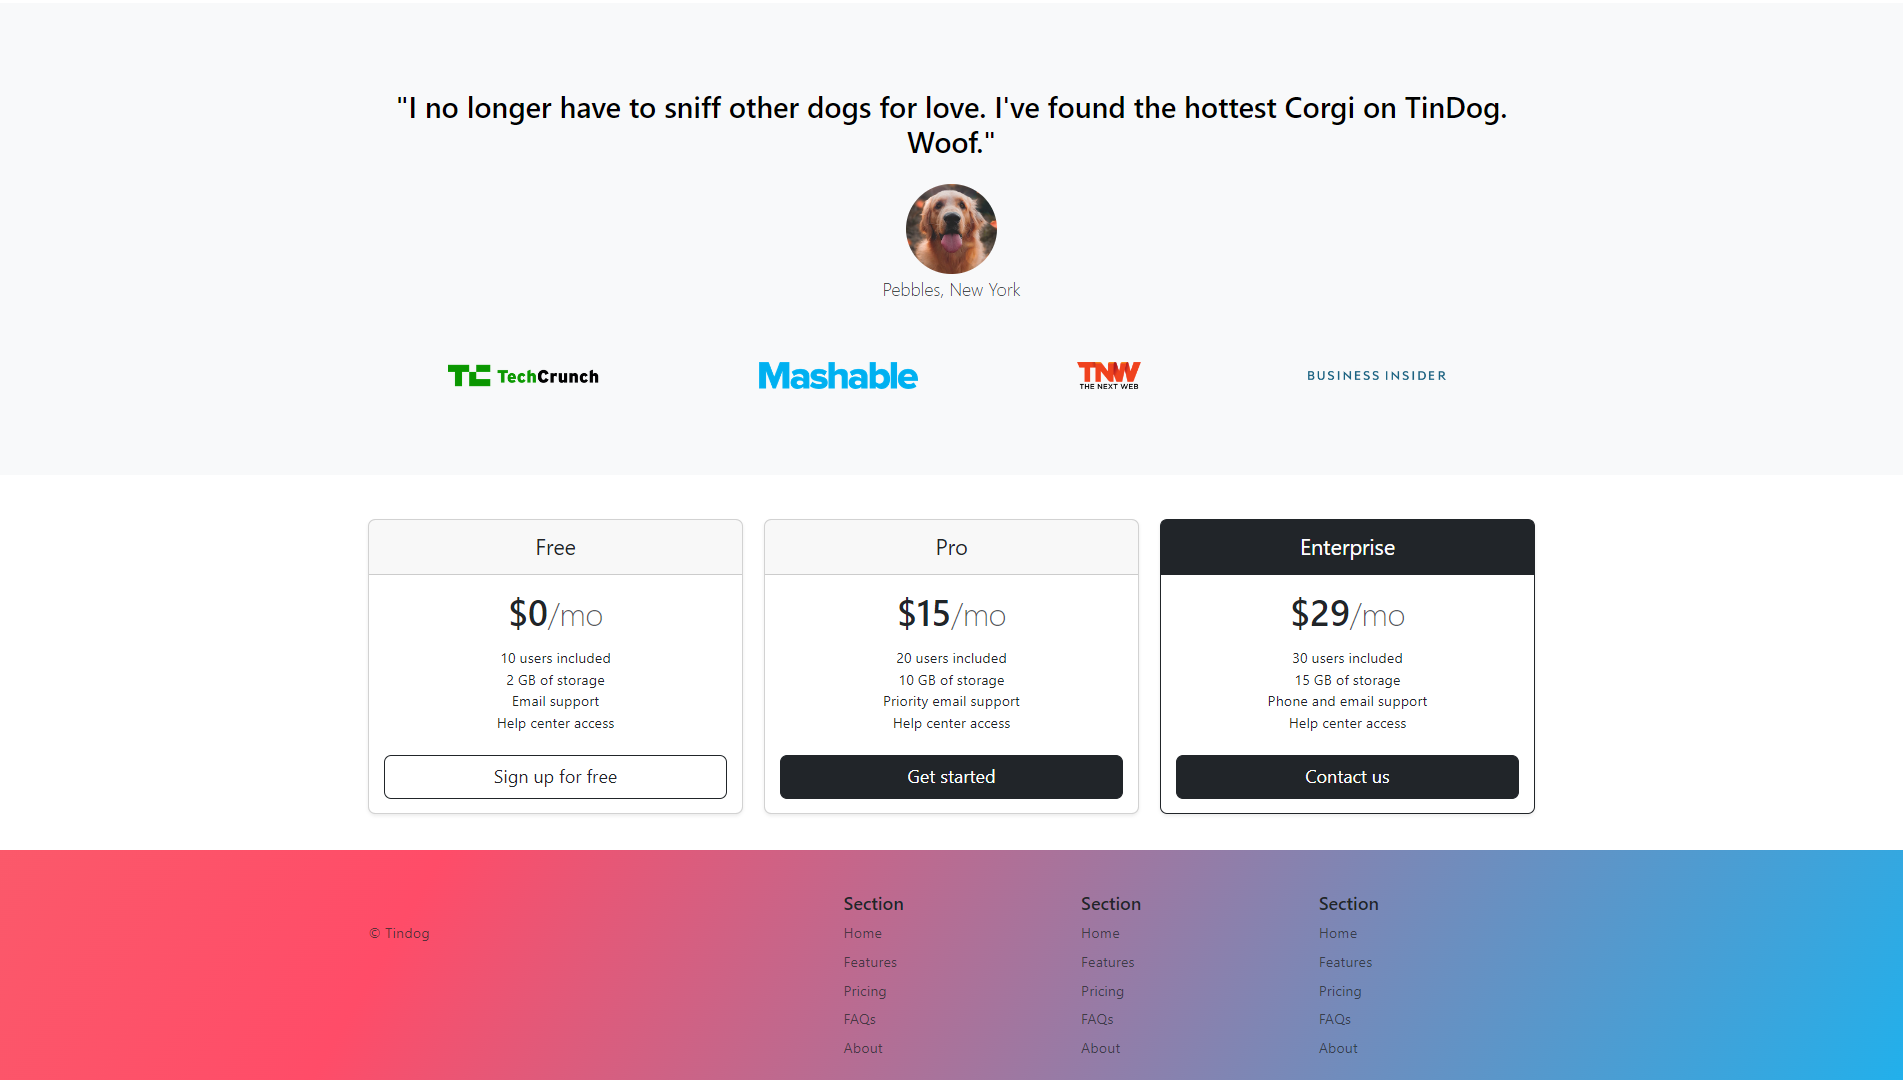 "I no longer have to sniff other dogs for love. I've found the hottest Corgi on TinDog.
Woof."
Pebbles, New York
TC TechCrunch
Mashable
TNW
THE NEXT WEB
BUSINESS INSIDER
Free
$0/mo
10 users included
2 GB of storage
Email support
Help center access
Sign up for free
Pro
$15/mo
20 users included
10 GB of storage
Priority email support
Help center access
Get started
Enterprise
$29/mo
30 users included
15 GB of storage
Phone and email support
Help center access
Contact us
© Tindog
Section
Home
Features
Pricing
FAQs
About
Section
Home
Features
Pricing
FAQs
About
Section
Home
Features
Pricing
FAQs
About